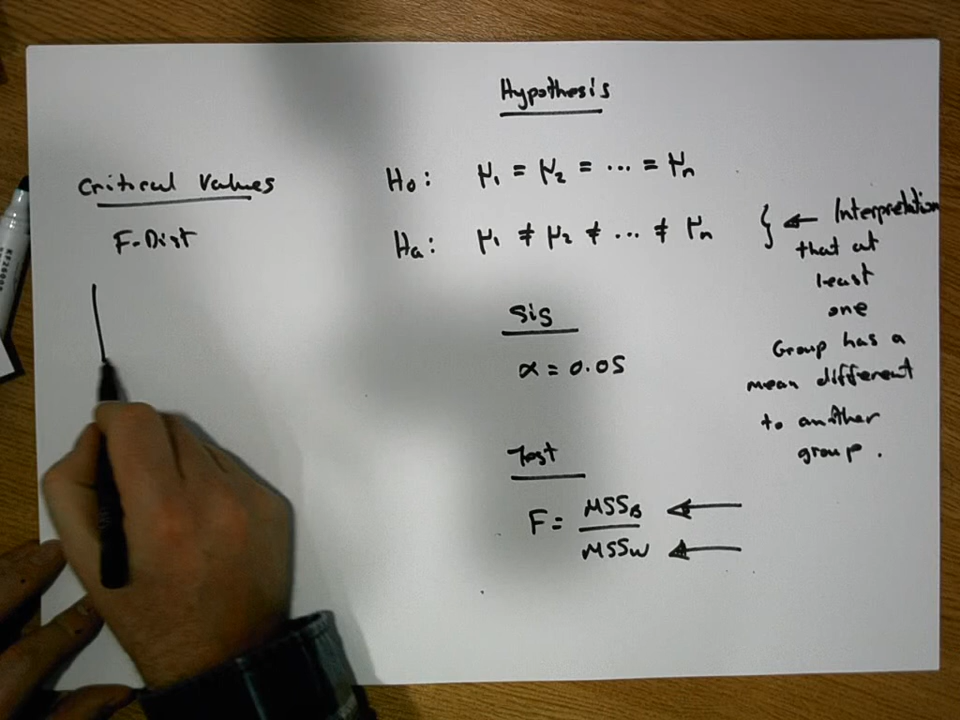 Hypothesis
Critical Values
F-Dist
H₀: μ₁ = μ₂ = ... = μₙ
Hₐ: μ₁ ≠ μ₂ ≠ ... ≠ μₙ
} ← Interpretation
that at
least
one
Group has a
mean different
to another
group.
Sig
α = 0.05
Test
F = MSS_B ←
MSS_W ←